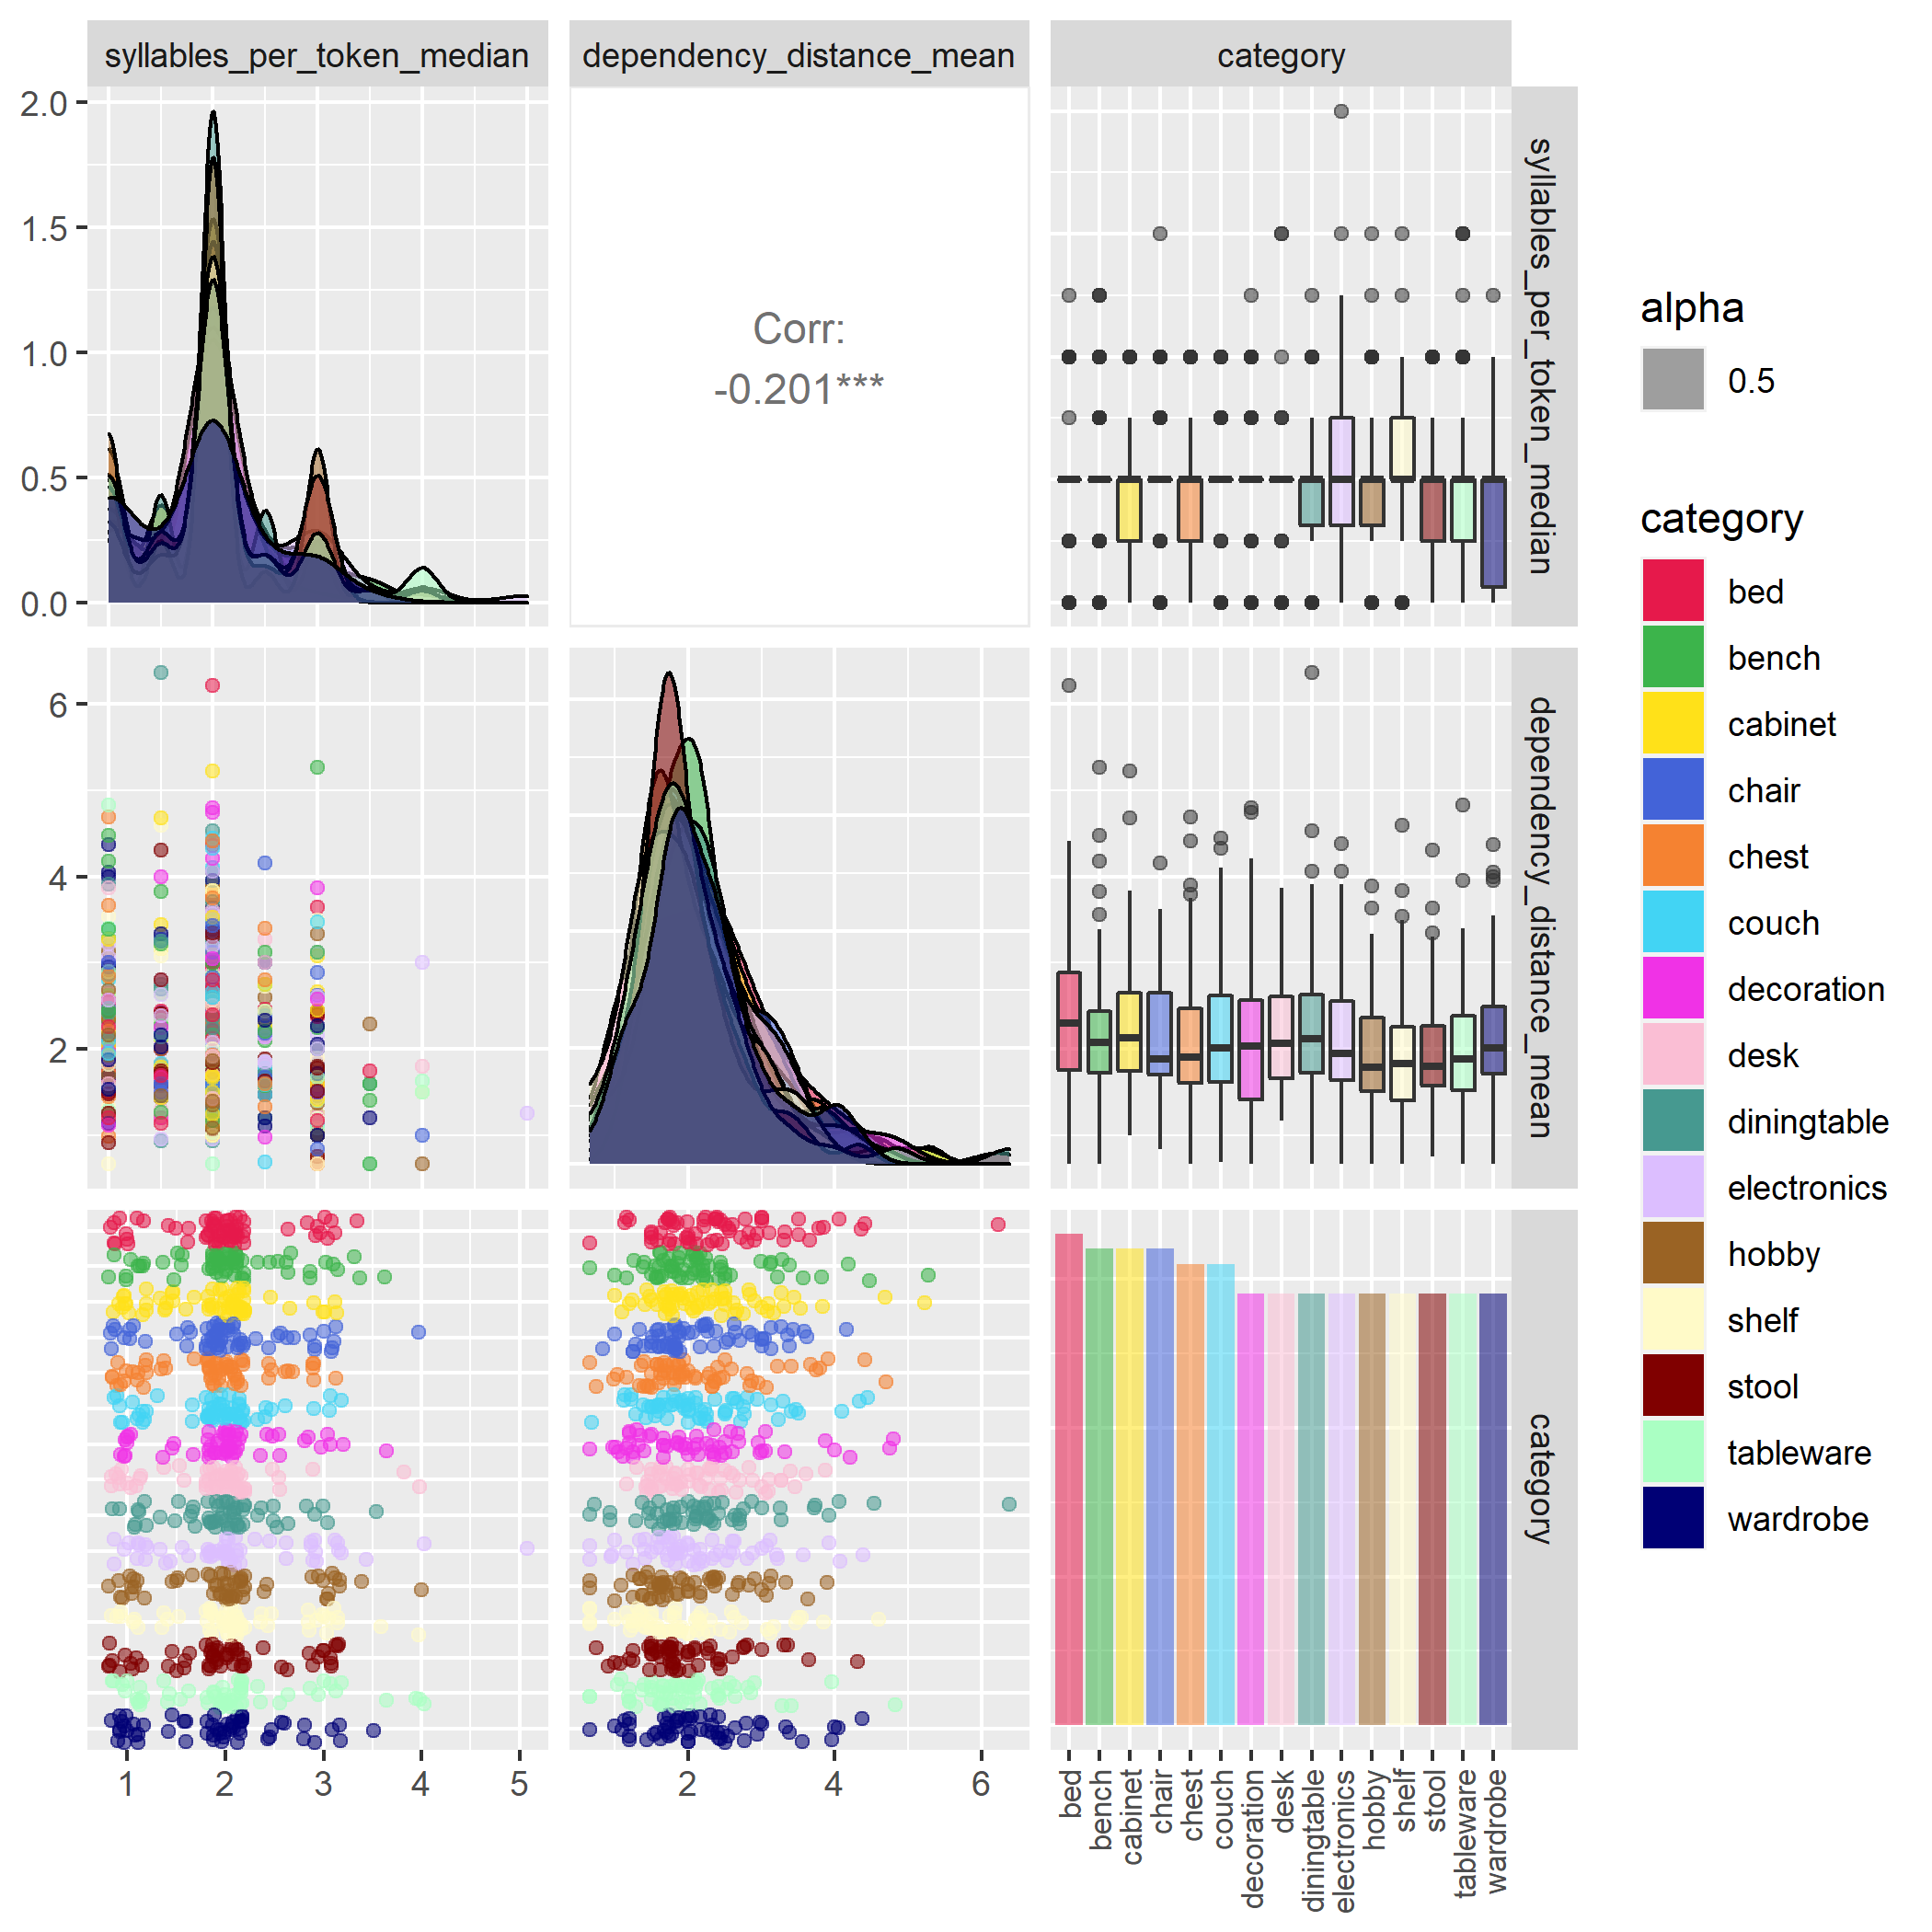 syllables_per_token_median
dependency_distance_mean
category
2.0
1.5
1.0
0.5
0.0
Corr:
-0.201***
syllables_per_token_median
6
4
2
dependency_distance_mean
category
1
2
3
4
5
2
4
6
bed
bench
cabinet
chair
chest
couch
decoration
desk
diningtable
electronics
hobby
shelf
stool
tableware
wardrobe
alpha
0.5
category
bed
bench
cabinet
chair
chest
couch
decoration
desk
diningtable
electronics
hobby
shelf
stool
tableware
wardrobe